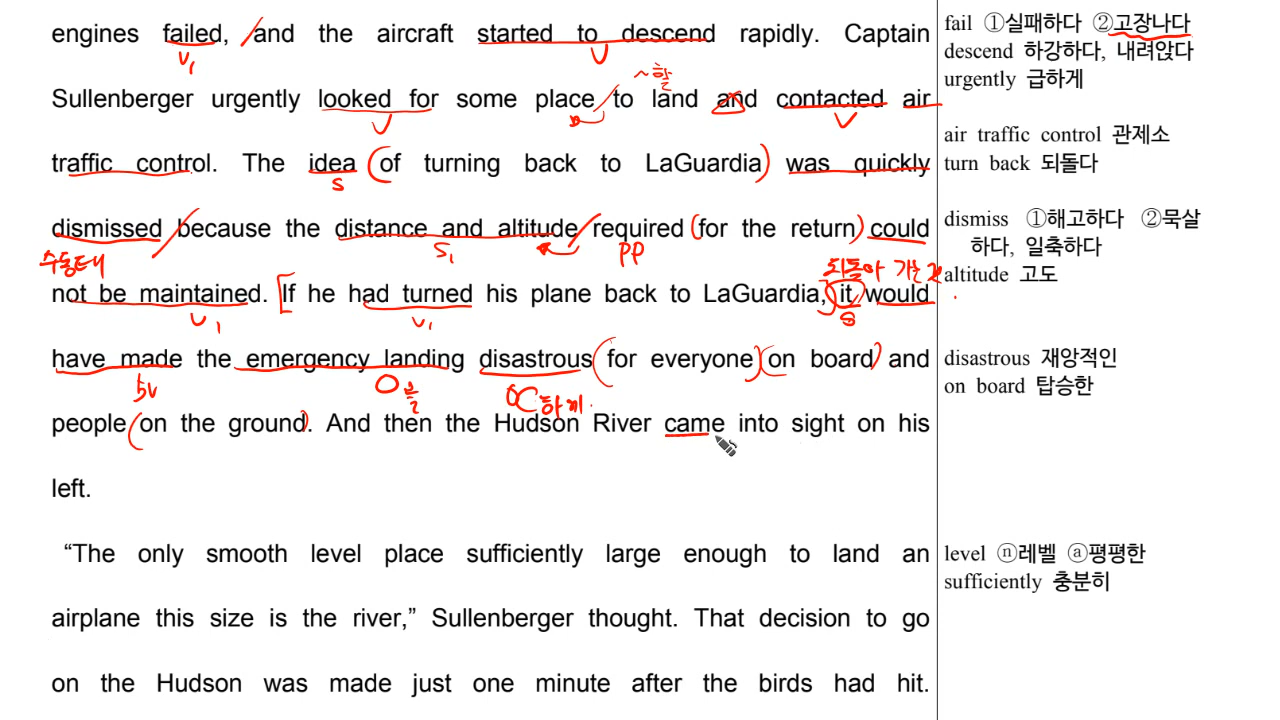 engines failed, and the aircraft started to descend rapidly. Captain
V1
V
~할
Sullenberger urgently looked for some place to land and contacted air
V
V
traffic control. The idea (of turning back to LaGuardia) was quickly
S
dismissed because the distance and altitude required (for the return) could
수동태
S1
PP
되돌아 가는 것
not be maintained. [If he had turned his plane back to LaGuardia, it would
V1
V1
S
have made the emergency landing disastrous (for everyone) (on board) and
5V
O 를
OC 하게
people (on the ground). And then the Hudson River came into sight on his
left.
“The only smooth level place sufficiently large enough to land an
airplane this size is the river,” Sullenberger thought. That decision to go
on the Hudson was made just one minute after the birds had hit.
fail ①실패하다 ②고장나다
descend 하강하다, 내려앉다
urgently 급하게
air traffic control 관제소
turn back 되돌다
dismiss ①해고하다 ②묵살
하다, 일축하다
altitude 고도
disastrous 재앙적인
on board 탑승한
level ⓝ레벨 ⓐ평평한
sufficiently 충분히